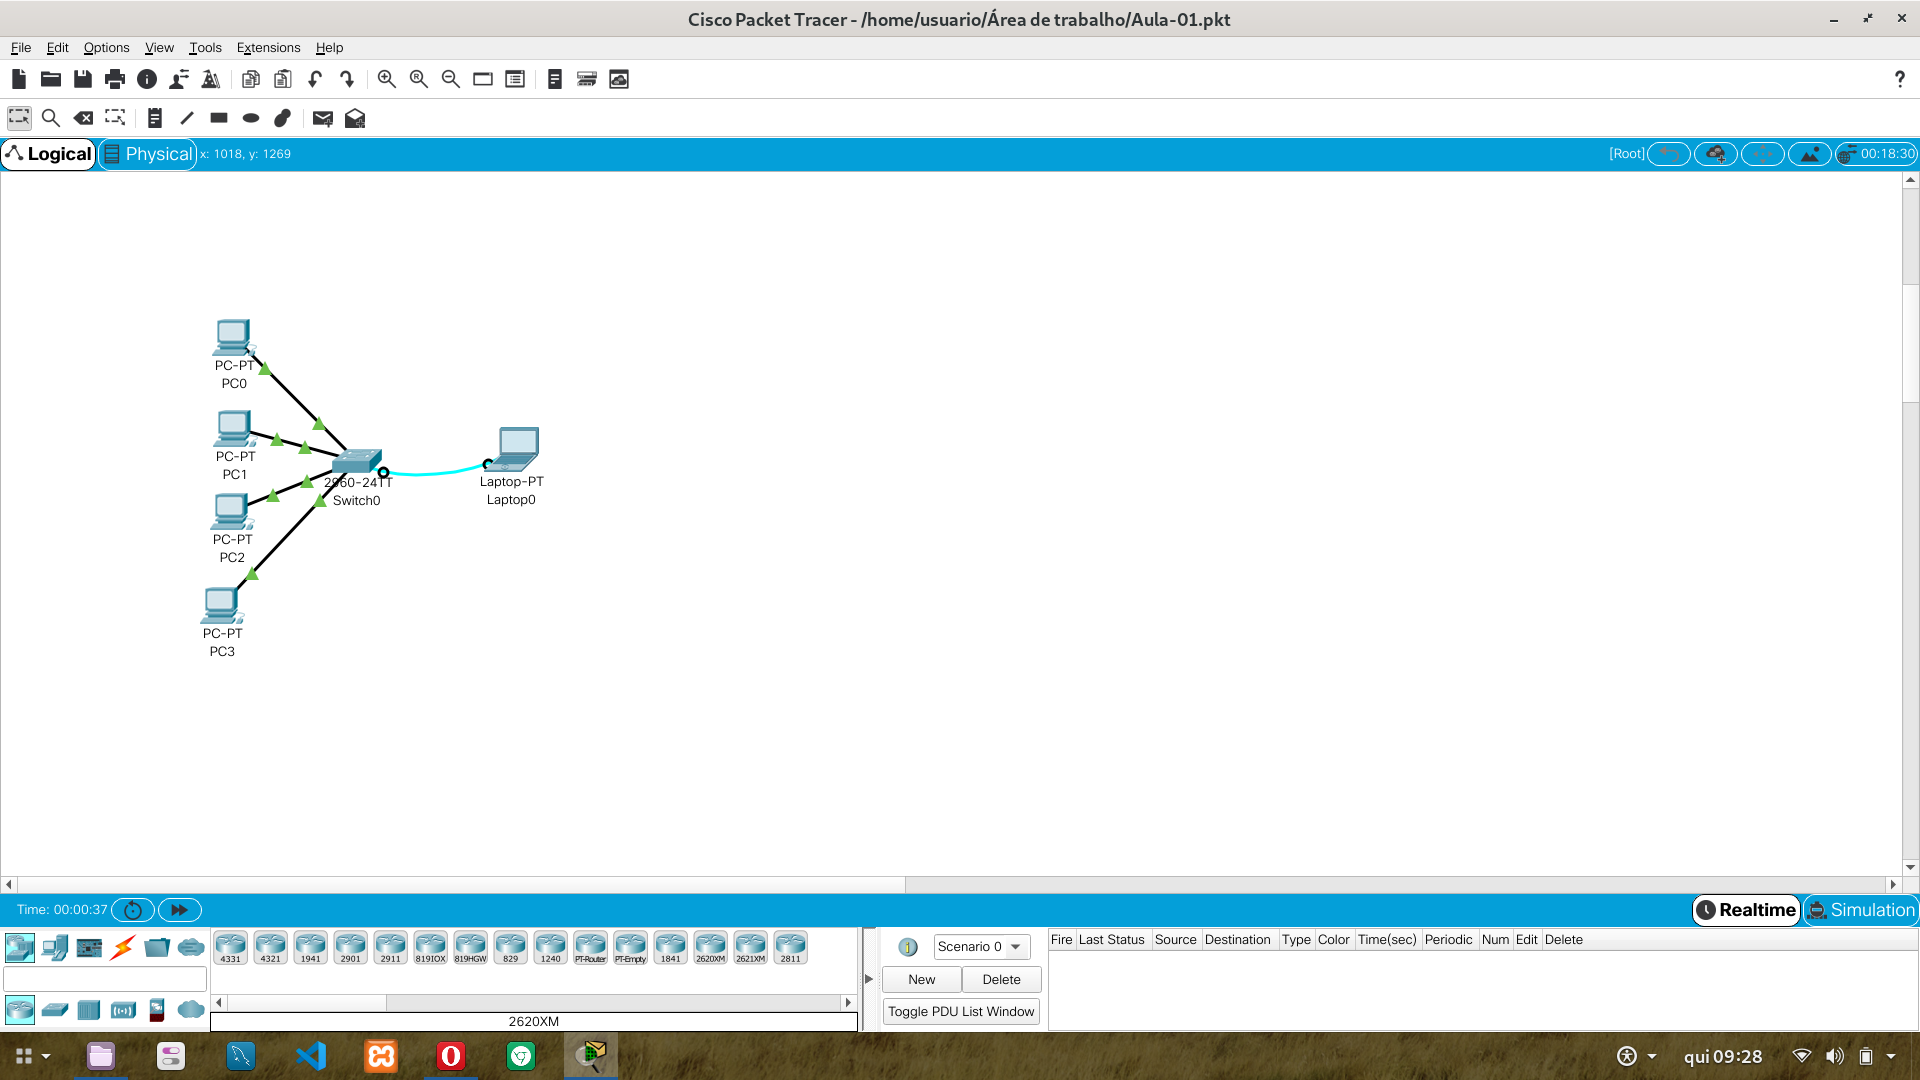 Cisco Packet Tracer - /home/usuario/Área de trabalho/Aula-01.pkt
File Edit Options View Tools Extensions Help
?
Logical Physical x: 1018, y: 1269 [Root] 00:18:30
PC-PT
PC0
PC-PT
PC1
2960-24TT
Switch0
Laptop-PT
Laptop0
PC-PT
PC2
PC-PT
PC3
Time: 00:00:37 Realtime Simulation
4331 4321 1941 2901 2911 819IOX 819HGW 829 1240 PT-Router PT-Empty 1841 2620XM 2621XM 2811
2620XM
Scenario 0
New Delete
Toggle PDU List Window
Fire Last Status Source Destination Type Color Time(sec) Periodic Num Edit Delete
qui 09:28